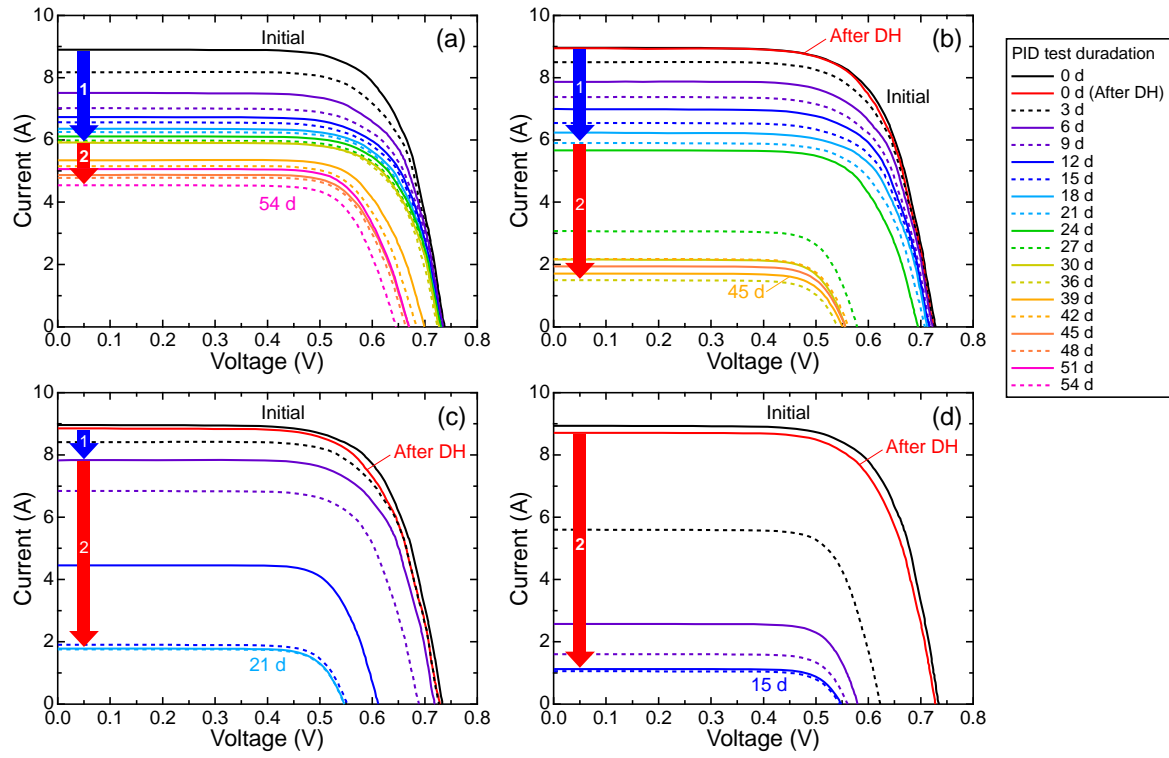 10
8
6
4
2
0
Current (A)
Initial
(a)
1
2
54 d
0.0 0.1 0.2 0.3 0.4 0.5 0.6 0.7 0.8
Voltage (V)
10
8
6
4
2
0
Current (A)
After DH
(b)
Initial
1
2
45 d
0.0 0.1 0.2 0.3 0.4 0.5 0.6 0.7 0.8
Voltage (V)
PID test duradation
0 d
0 d (After DH)
3 d
6 d
9 d
12 d
15 d
18 d
21 d
24 d
27 d
30 d
36 d
39 d
42 d
45 d
48 d
51 d
54 d
10
8
6
4
2
0
Current (A)
Initial
(c)
After DH
1
2
21 d
0.0 0.1 0.2 0.3 0.4 0.5 0.6 0.7 0.8
Voltage (V)
10
8
6
4
2
0
Current (A)
Initial
(d)
After DH
2
15 d
0.0 0.1 0.2 0.3 0.4 0.5 0.6 0.7 0.8
Voltage (V)